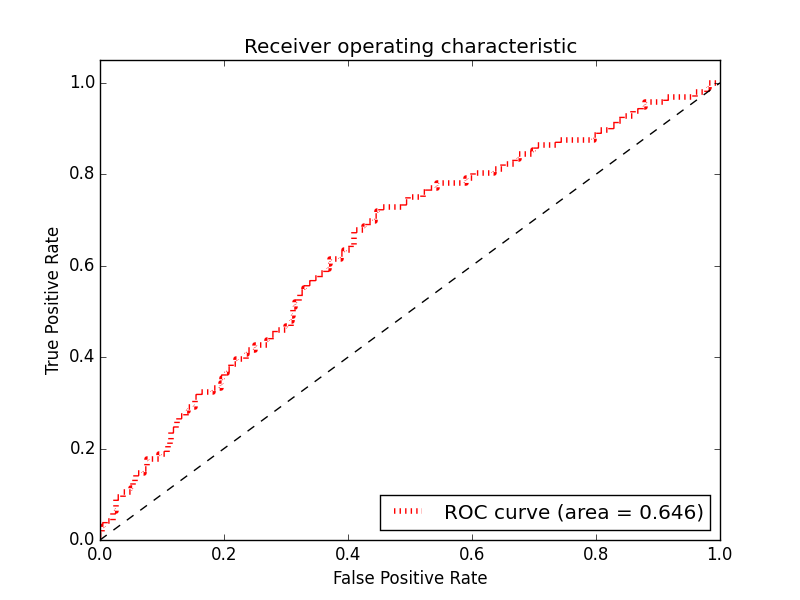 Receiver operating characteristic
1.0
0.8
0.6
0.4
0.2
0.0
True Positive Rate
ROC curve (area = 0.646)
0.0 0.2 0.4 0.6 0.8 1.0
False Positive Rate